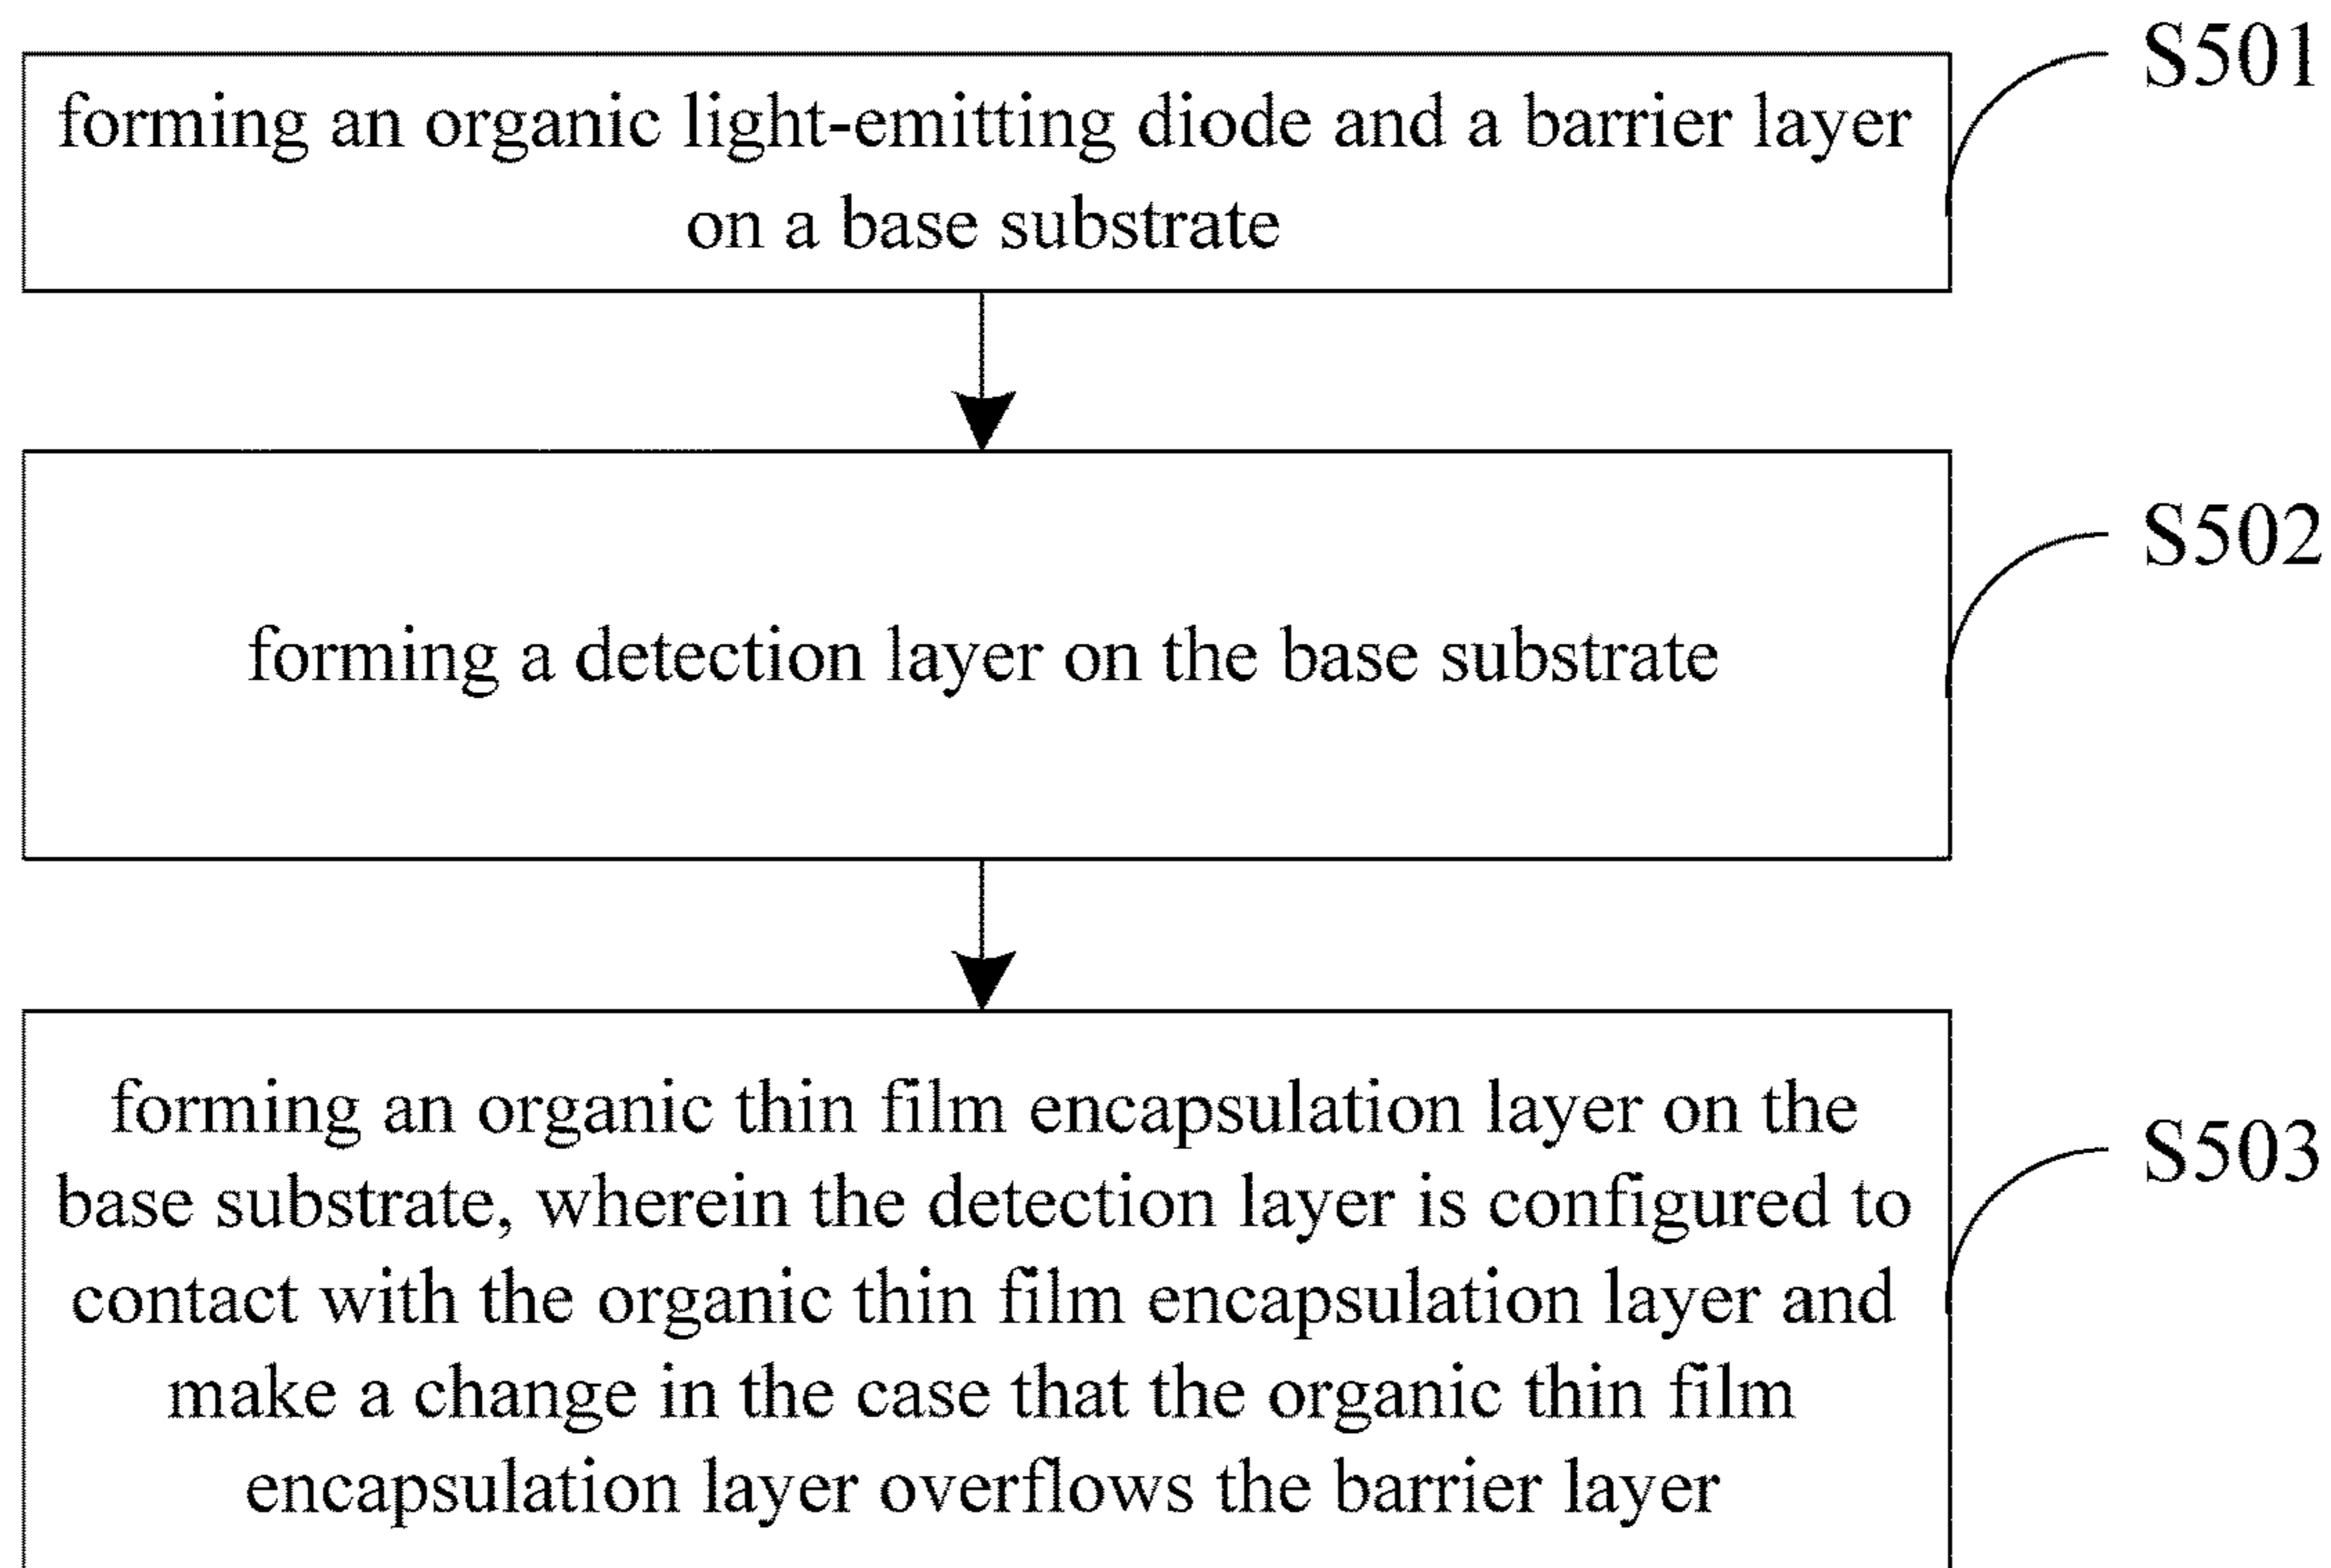 S501
forming an organic light-emitting diode and a barrier layer
on a base substrate
S502
forming a detection layer on the base substrate
forming an organic thin film encapsulation layer on the
base substrate, wherein the detection layer is configured to
S503
contact with the organic thin film encapsulation layer and
make a change in the case that the organic thin film
encapsulation layer overflows the barrier layer